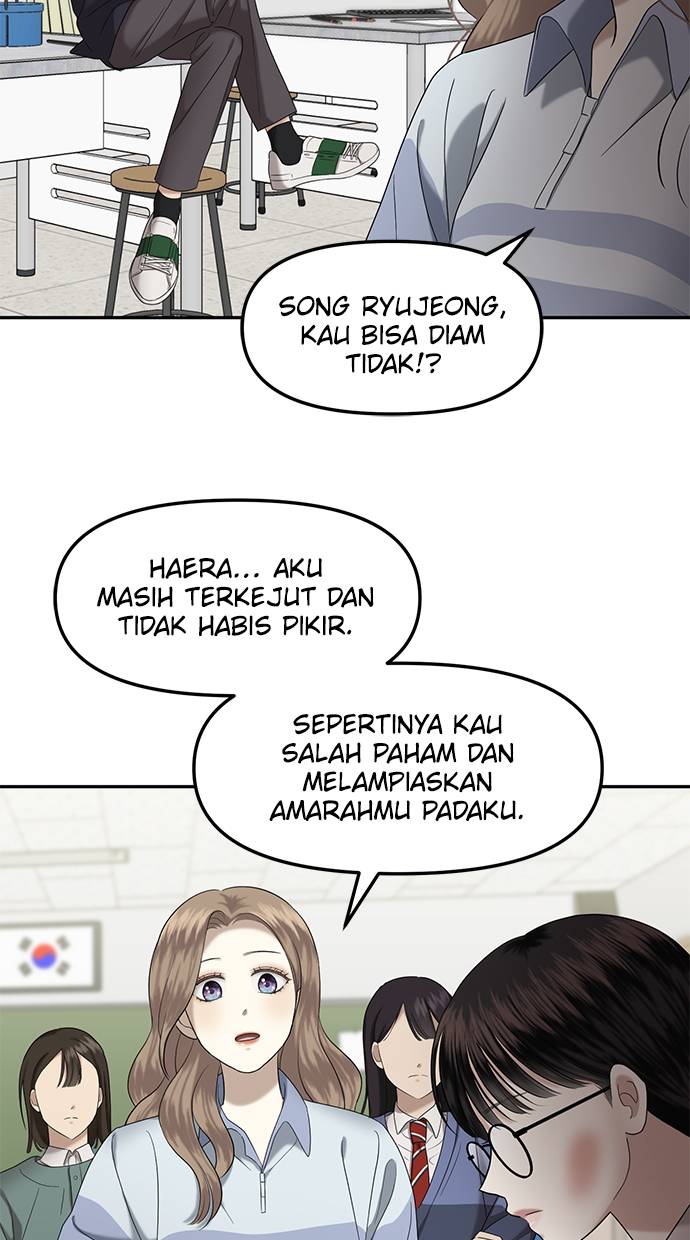 SONG RYUJEONG,
KAU BISA DIAM
TIDAK!?
HAERA... AKU
MASIH TERKEJUT DAN
TIDAK HABIS PIKIR.
SEPERTINYA KAU
SALAH PAHAM DAN
MELAMPIASKAN
AMARAHMU PADAKU.